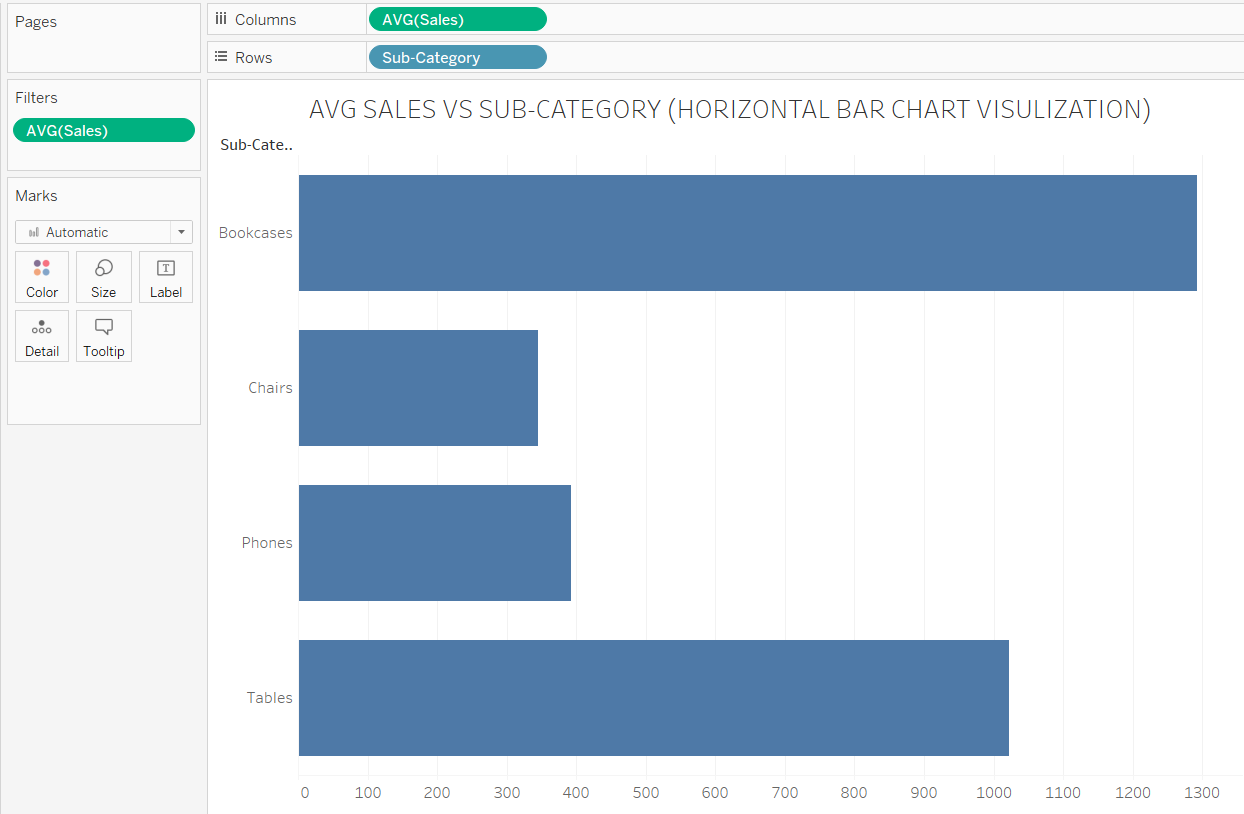 Pages
Columns
AVG(Sales)
Rows
Sub-Category
Filters
AVG(Sales)
Marks
Automatic
Color
Size
Label
Detail
Tooltip
AVG SALES VS SUB-CATEGORY (HORIZONTAL BAR CHART VISULIZATION)
Sub-Cate..
Bookcases
Chairs
Phones
Tables
0 100 200 300 400 500 600 700 800 900 1000 1100 1200 1300